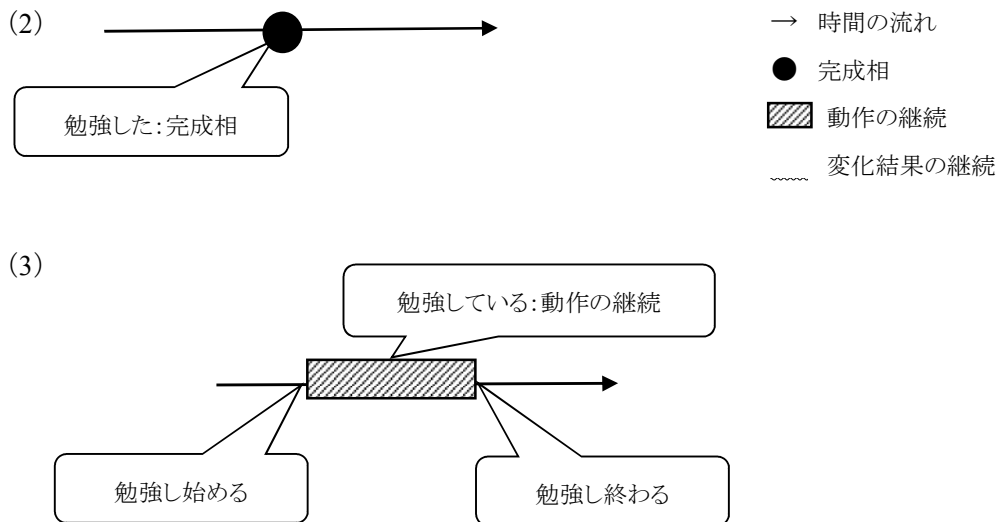 (2)
勉強した:完成相
→ 時間の流れ
● 完成相
動作の継続
変化結果の継続
(3)
勉強している:動作の継続
勉強し始める
勉強し終わる